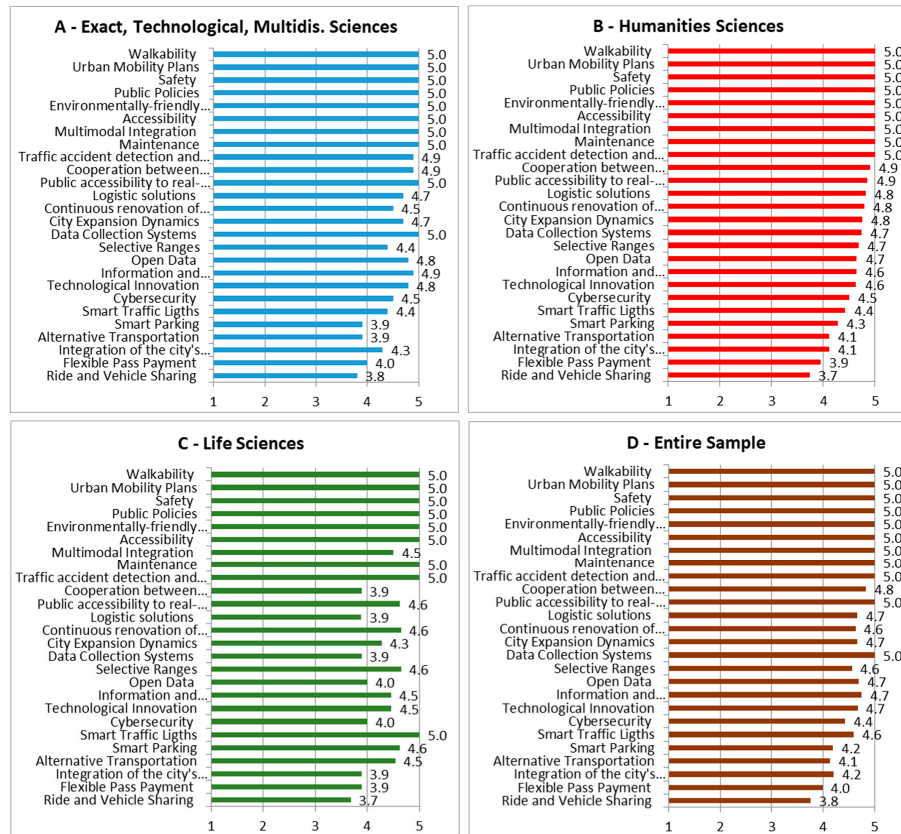 A - Exact, Technological, Multidis. Sciences
Walkability 5.0
Urban Mobility Plans 5.0
Safety 5.0
Public Policies 5.0
Environmentally-friendly... 5.0
Accessibility 5.0
Multimodal Integration 5.0
Maintenance 5.0
Traffic accident detection and... 4.9
Cooperation between... 4.9
Public accessibility to real-... 5.0
Logistic solutions 4.7
Continuous renovation of... 4.5
City Expansion Dynamics 4.7
Data Collection Systems 5.0
Selective Ranges 4.4
Open Data 4.8
Information and... 4.9
Technological Innovation 4.8
Cybersecurity 4.5
Smart Traffic Ligths 4.4
Smart Parking 3.9
Alternative Transportation 3.9
Integration of the city's... 4.3
Flexible Pass Payment 4.0
Ride and Vehicle Sharing 3.8
1 2 3 4 5
B - Humanities Sciences
Walkability 5.0
Urban Mobility Plans 5.0
Safety 5.0
Public Policies 5.0
Environmentally-friendly... 5.0
Accessibility 5.0
Multimodal Integration 5.0
Maintenance 5.0
Traffic accident detection and... 5.0
Cooperation between... 4.9
Public accessibility to real-... 4.9
Logistic solutions 4.8
Continuous renovation of... 4.8
City Expansion Dynamics 4.8
Data Collection Systems 4.7
Selective Ranges 4.7
Open Data 4.7
Information and... 4.6
Technological Innovation 4.6
Cybersecurity 4.5
Smart Traffic Ligths 4.4
Smart Parking 4.3
Alternative Transportation 4.1
Integration of the city's... 4.1
Flexible Pass Payment 3.9
Ride and Vehicle Sharing 3.7
1 2 3 4 5
C - Life Sciences
Walkability 5.0
Urban Mobility Plans 5.0
Safety 5.0
Public Policies 5.0
Environmentally-friendly... 5.0
Accessibility 5.0
Multimodal Integration 4.5
Maintenance 5.0
Traffic accident detection and... 5.0
Cooperation between... 3.9
Public accessibility to real-... 4.6
Logistic solutions 3.9
Continuous renovation of... 4.6
City Expansion Dynamics 4.3
Data Collection Systems 3.9
Selective Ranges 4.6
Open Data 4.0
Information and... 4.5
Technological Innovation 4.5
Cybersecurity 4.0
Smart Traffic Ligths 5.0
Smart Parking 4.6
Alternative Transportation 4.5
Integration of the city's... 3.9
Flexible Pass Payment 3.9
Ride and Vehicle Sharing 3.7
1 2 3 4 5
D - Entire Sample
Walkability 5.0
Urban Mobility Plans 5.0
Safety 5.0
Public Policies 5.0
Environmentally-friendly... 5.0
Accessibility 5.0
Multimodal Integration 5.0
Maintenance 5.0
Traffic accident detection and... 5.0
Cooperation between... 4.8
Public accessibility to real-... 5.0
Logistic solutions 4.7
Continuous renovation of... 4.6
City Expansion Dynamics 4.7
Data Collection Systems 5.0
Selective Ranges 4.6
Open Data 4.7
Information and... 4.7
Technological Innovation 4.7
Cybersecurity 4.4
Smart Traffic Ligths 4.6
Smart Parking 4.2
Alternative Transportation 4.1
Integration of the city's... 4.2
Flexible Pass Payment 4.0
Ride and Vehicle Sharing 3.8
1 2 3 4 5